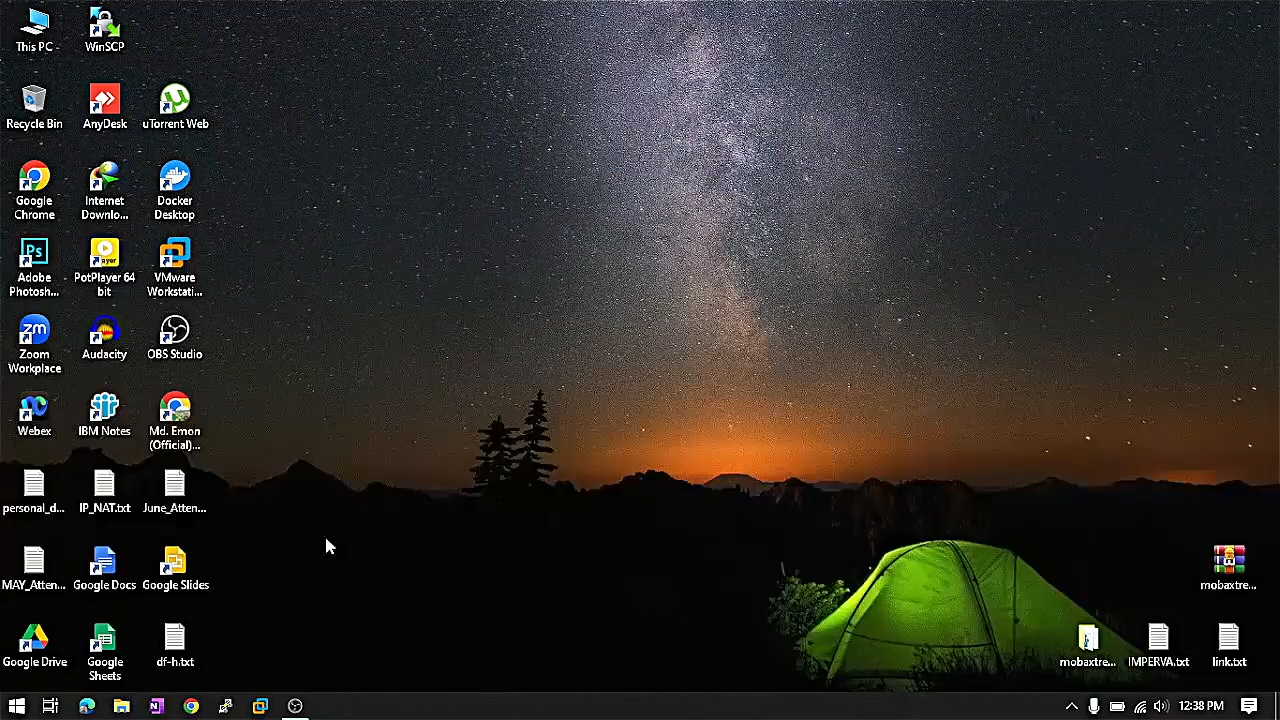 This PC
WinSCP
Recycle Bin
AnyDesk
uTorrent Web
Google
Chrome
Internet
Downlo...
Docker
Desktop
Ps
Adobe
Photosh...
PotPlayer 64
bit
VMware
Workstati...
zm
Zoom
Workplace
Audacity
OBS Studio
Webex
IBM Notes
Md. Emon
(Official)...
personal_d...
IP_NAT.txt
June_Atten...
MAY_Atten...
Google Docs
Google Slides
mobaxtre...
Google Drive
Google
Sheets
df-h.txt
mobaxtre...
IMPERVA.txt
link.txt
12:38 PM